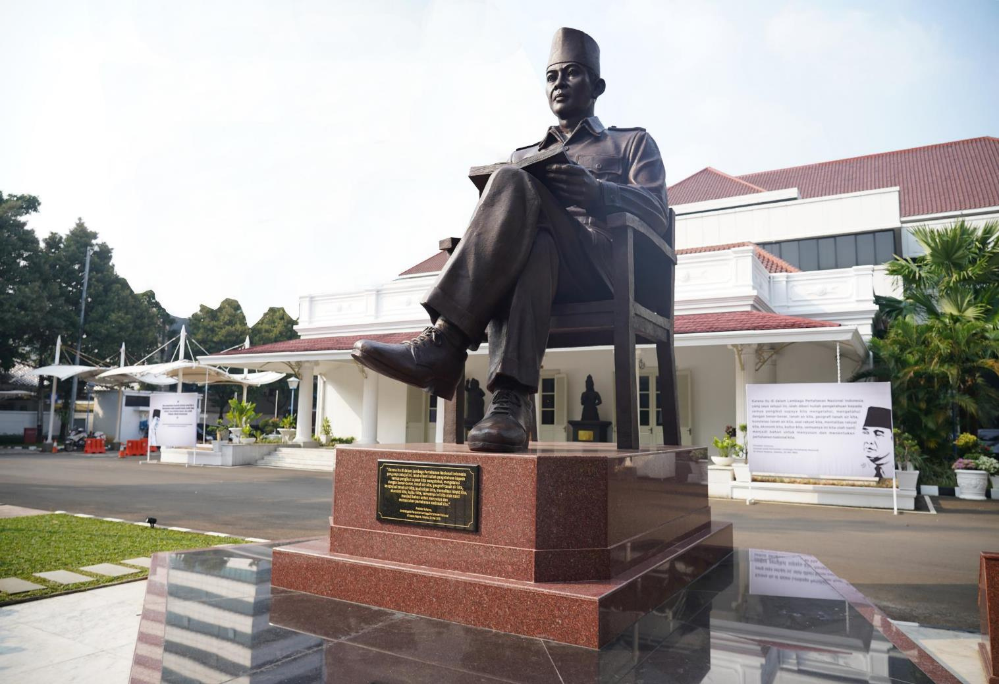 "Karena itu di dalam Lembaga Pertahanan Nasional Indonesia
yang saya setujui ini, ialah diberi kuliah pengetahuan kepada
semua pengikut supaya kita mengetahui, mengetahui
dengan benar-benar, tanah air kita, geografi tanah air kita,
konstelasi tanah air kita, asal rakyat kita, mentalitas rakyat kita,
ekonomi kita, kultur kita, semuanya ini kita olah nanti
menjadi bahan untuk menyusun dan
menentukan pertahanan nasional kita."
Presiden Sukarno,
Amanat pada Peresmian Lembaga Pertahanan Nasional
di Istana Negara, Jakarta, 20 Mei 1965
Karena itu di dalam Lembaga Pertahanan Nasional Indonesia
yang saya setujui ini, ialah diberi kuliah pengetahuan kepada
semua pengikut supaya kita mengetahui, mengetahui
dengan benar-benar, tanah air kita, geografi tanah air kita,
konstelasi tanah air kita, asal rakyat kita, mentalitas rakyat
kita, ekonomi kita, kultur kita, semuanya ini kita olah nanti
menjadi bahan untuk menyusun dan menentukan
pertahanan nasional kita.